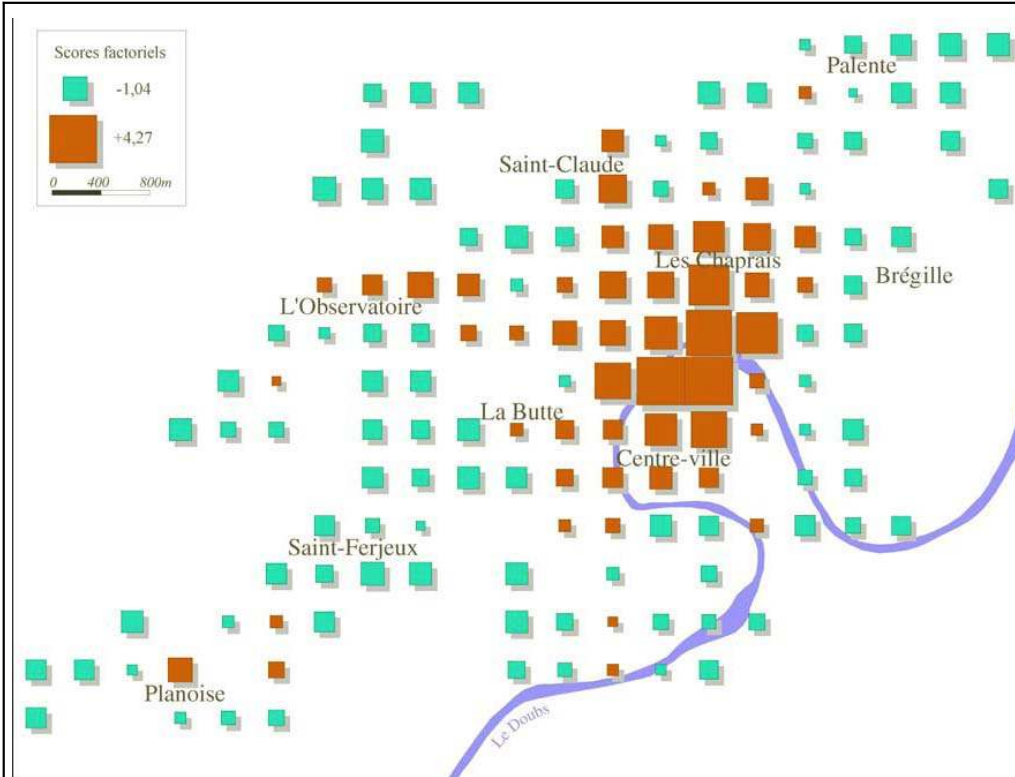 Scores factoriels
-1,04
+4,27
0 400 800m
Palente
Saint-Claude
Les Chaprais
Brégille
L'Observatoire
La Butte
Centre-ville
Saint-Ferjeux
Planoise
Le Doubs